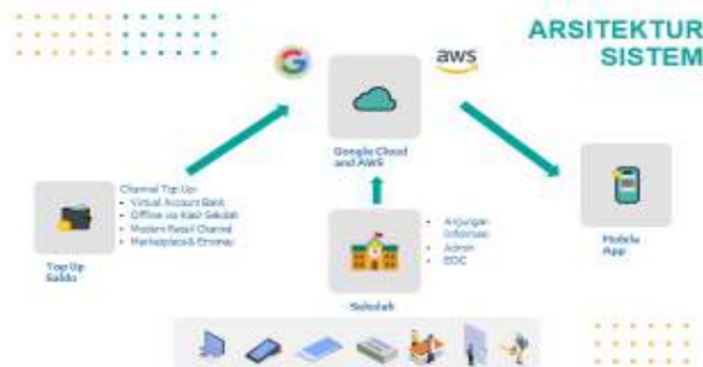 ARSITEKTUR
SISTEM
aws
Google Cloud
and AWS
Channel Top Up:
• Virtual Account Bank
• Offline via Kasir Sekolah
• Modern Retail Channel
• Marketplace & Emoney
Top Up
Saldo
• Anjungan
Informasi
• Admin
• EDC
Sekolah
Mobile
App